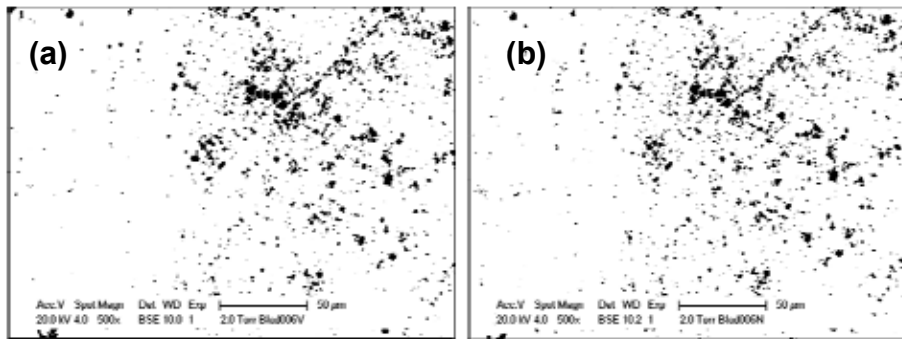 (a)
Acc.V Spot Magn Det WD Exp 50 µm
20.0 kV 4.0 500x BSE 10.0 1 2.0 Torr Blud006V
(b)
Acc.V Spot Magn Det WD Exp 50 µm
20.0 kV 4.0 500x BSE 10.2 1 2.0 Torr Blud006N